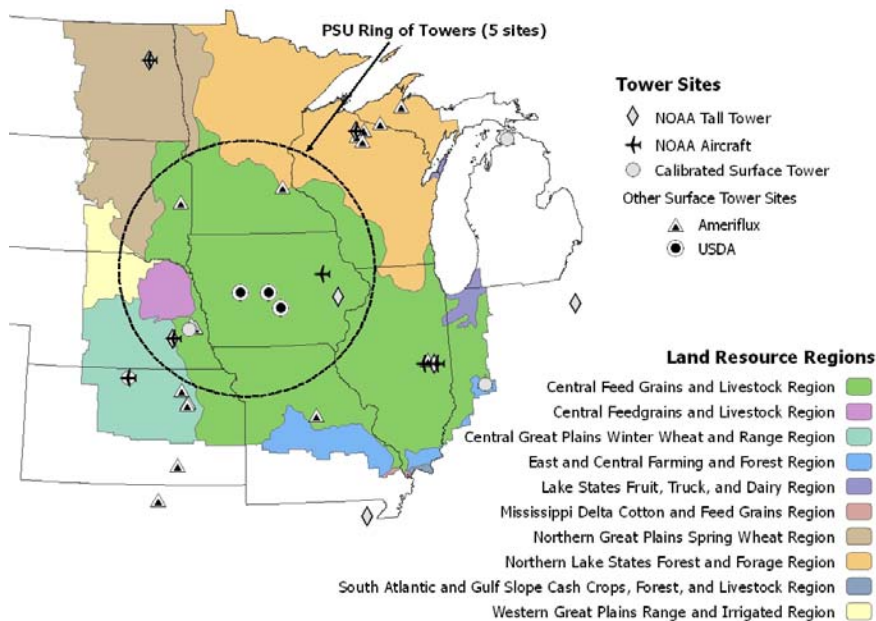 PSU Ring of Towers (5 sites)
Tower Sites
NOAA Tall Tower
NOAA Aircraft
Calibrated Surface Tower
Other Surface Tower Sites
Ameriflux
USDA
Land Resource Regions
Central Feed Grains and Livestock Region
Central Feedgrains and Livestock Region
Central Great Plains Winter Wheat and Range Region
East and Central Farming and Forest Region
Lake States Fruit, Truck, and Dairy Region
Mississippi Delta Cotton and Feed Grains Region
Northern Great Plains Spring Wheat Region
Northern Lake States Forest and Forage Region
South Atlantic and Gulf Slope Cash Crops, Forest, and Livestock Region
Western Great Plains Range and Irrigated Region